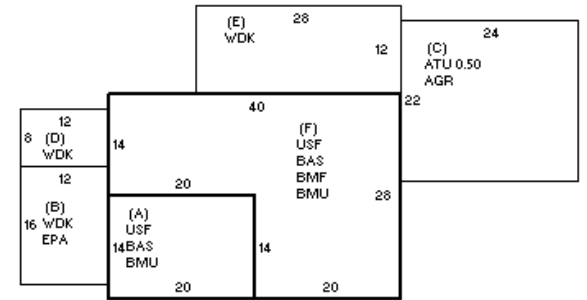 (E)
WDK
28
12
24
(C)
ATU 0.50
AGR
22
40
12
8 (D)
WDK
14
(F)
USF
BAS
BMF
BMU
28
12
20
(B)
16 WDK
EPA
(A)
USF
14 BAS
BMU
14
20
20